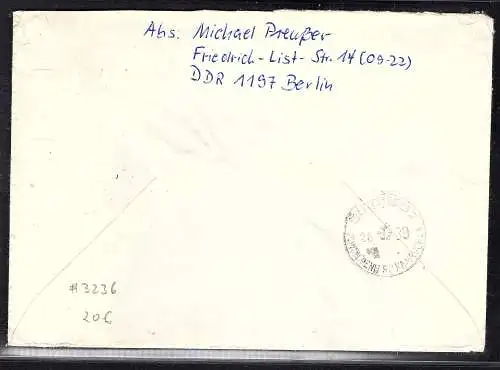 Abs: Michael Preußer
Friedrich-List-Str. 14 (09-22)
DDR 1197 Berlin
#3236
20€